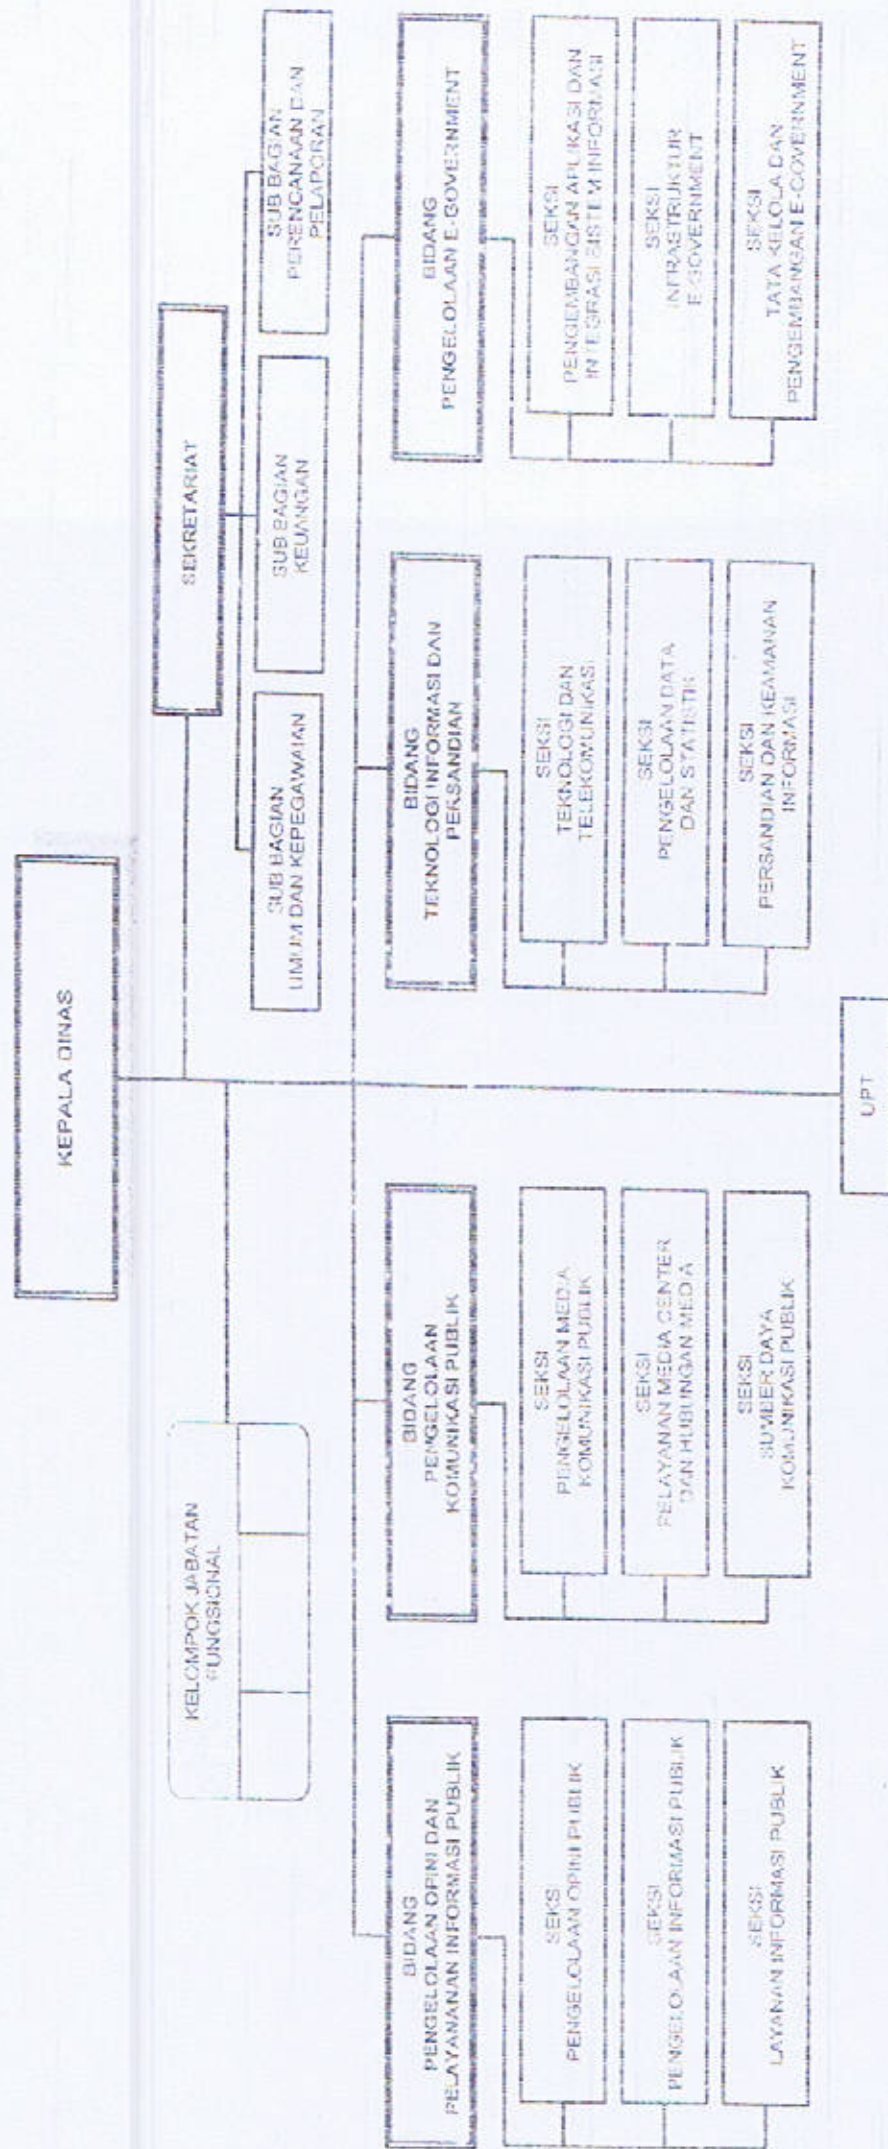 KEPALA DINAS
KELOMPOK JABATAN
FUNGSIONAL
SEKRETARIAT
SUB BAGIAN
UMUM DAN KEPEGAWAIAN
SUB BAGIAN
KEUANGAN
SUB BAGIAN
PERENCANAAN DAN
PELAPORAN
BIDANG
PENGELOLAAN OPINI DAN
PELAYANANAN INFORMASI PUBLIK
SEKSI
PENGELOLAAN OPINI PUBLIK
SEKSI
PENGELOLAAN INFORMASI PUBLIK
SEKSI
LAYANAN INFORMASI PUBLIK
BIDANG
PENGELOLAAN
KOMUNIKASI PUBLIK
SEKSI
PENGELOLAAN MEDIA
KOMUNIKASI PUBLIK
SEKSI
PELAYANAN MEDIA CENTER
DAN HUBUNGAN MEDIA
SEKSI
SUMBER DAYA
KOMUNIKASI PUBLIK
BIDANG
TEKNOLOGI INFORMASI DAN
PERSANDIAN
SEKSI
TEKNOLOGI DAN
TELEKOMUNIKASI
SEKSI
PENGELOLAAN DATA
DAN STATISTIK
SEKSI
PERSANDIAN DAN KEAMANAN
INFORMASI
BIDANG
PENGELOLAAN E-GOVERNMENT
SEKSI
PENGEMBANGAN APLIKASI DAN
INTEGRASI SISTEM INFORMASI
SEKSI
INFRASTRUKTUR
E-GOVERNMENT
SEKSI
TATA KELOLA DAN
PENGEMBANGAN E-GOVERNMENT
UPT